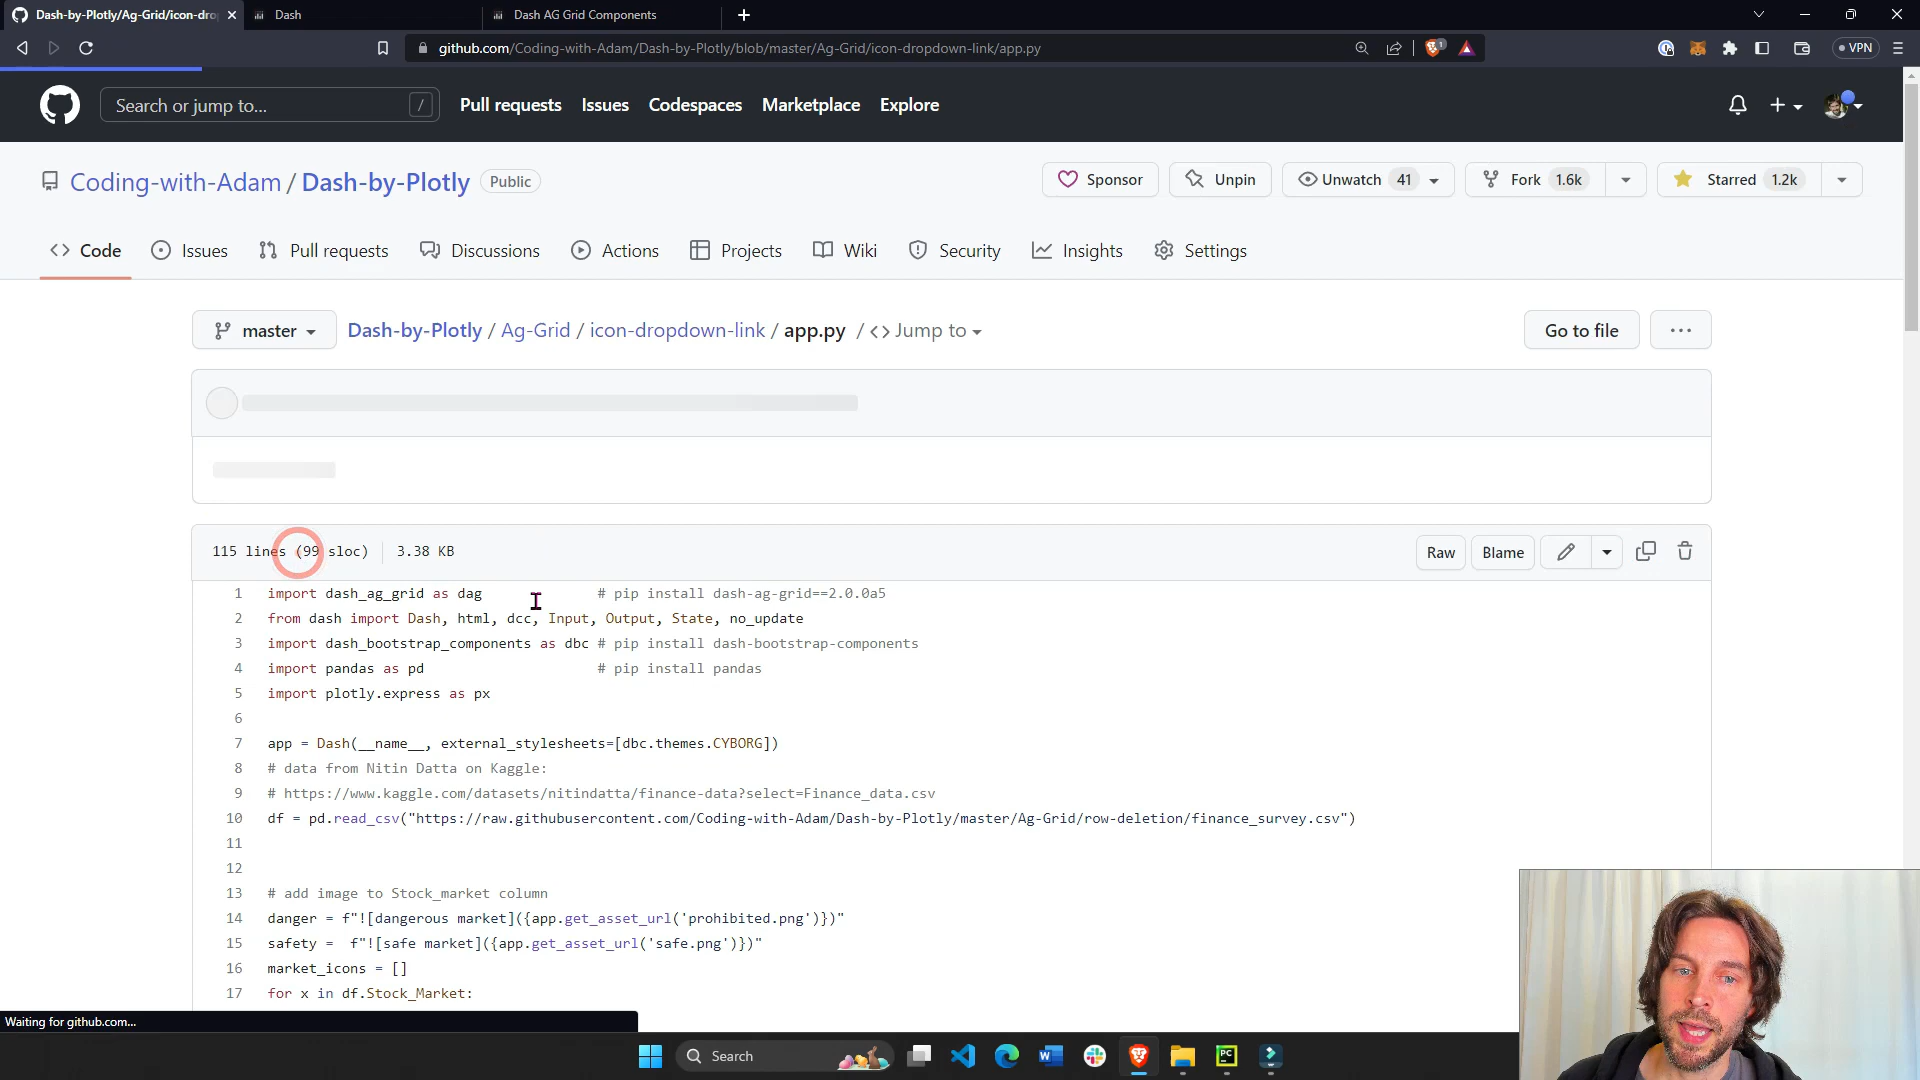 Dash-by-Plotly/Ag-Grid/icon-dro
Dash
Dash AG Grid Components
github.com/Coding-with-Adam/Dash-by-Plotly/blob/master/Ag-Grid/icon-dropdown-link/app.py
1
VPN
Search or jump to...
/
Pull requests
Issues
Codespaces
Marketplace
Explore
Coding-with-Adam / Dash-by-Plotly
Public
Sponsor
Unpin
Unwatch 41
Fork 1.6k
Starred 1.2k
Code
Issues
Pull requests
Discussions
Actions
Projects
Wiki
Security
Insights
Settings
master
Dash-by-Plotly / Ag-Grid / icon-dropdown-link / app.py / <> Jump to
Go to file
115 lines (99 sloc)
3.38 KB
Raw
Blame
1 import dash_ag_grid as dag # pip install dash-ag-grid==2.0.0a5
2 from dash import Dash, html, dcc, Input, Output, State, no_update
3 import dash_bootstrap_components as dbc # pip install dash-bootstrap-components
4 import pandas as pd # pip install pandas
5 import plotly.express as px
6
7 app = Dash(__name__, external_stylesheets=[dbc.themes.CYBORG])
8 # data from Nitin Datta on Kaggle:
9 # https://www.kaggle.com/datasets/nitindatta/finance-data?select=Finance_data.csv
10 df = pd.read_csv("https://raw.githubusercontent.com/Coding-with-Adam/Dash-by-Plotly/master/Ag-Grid/row-deletion/finance_survey.csv")
11
12
13 # add image to Stock_market column
14 danger = f"![dangerous market]({app.get_asset_url('prohibited.png')})"
15 safety = f"![safe market]({app.get_asset_url('safe.png')})"
16 market_icons = []
17 for x in df.Stock_Market:
Waiting for github.com...
Search
W
PC